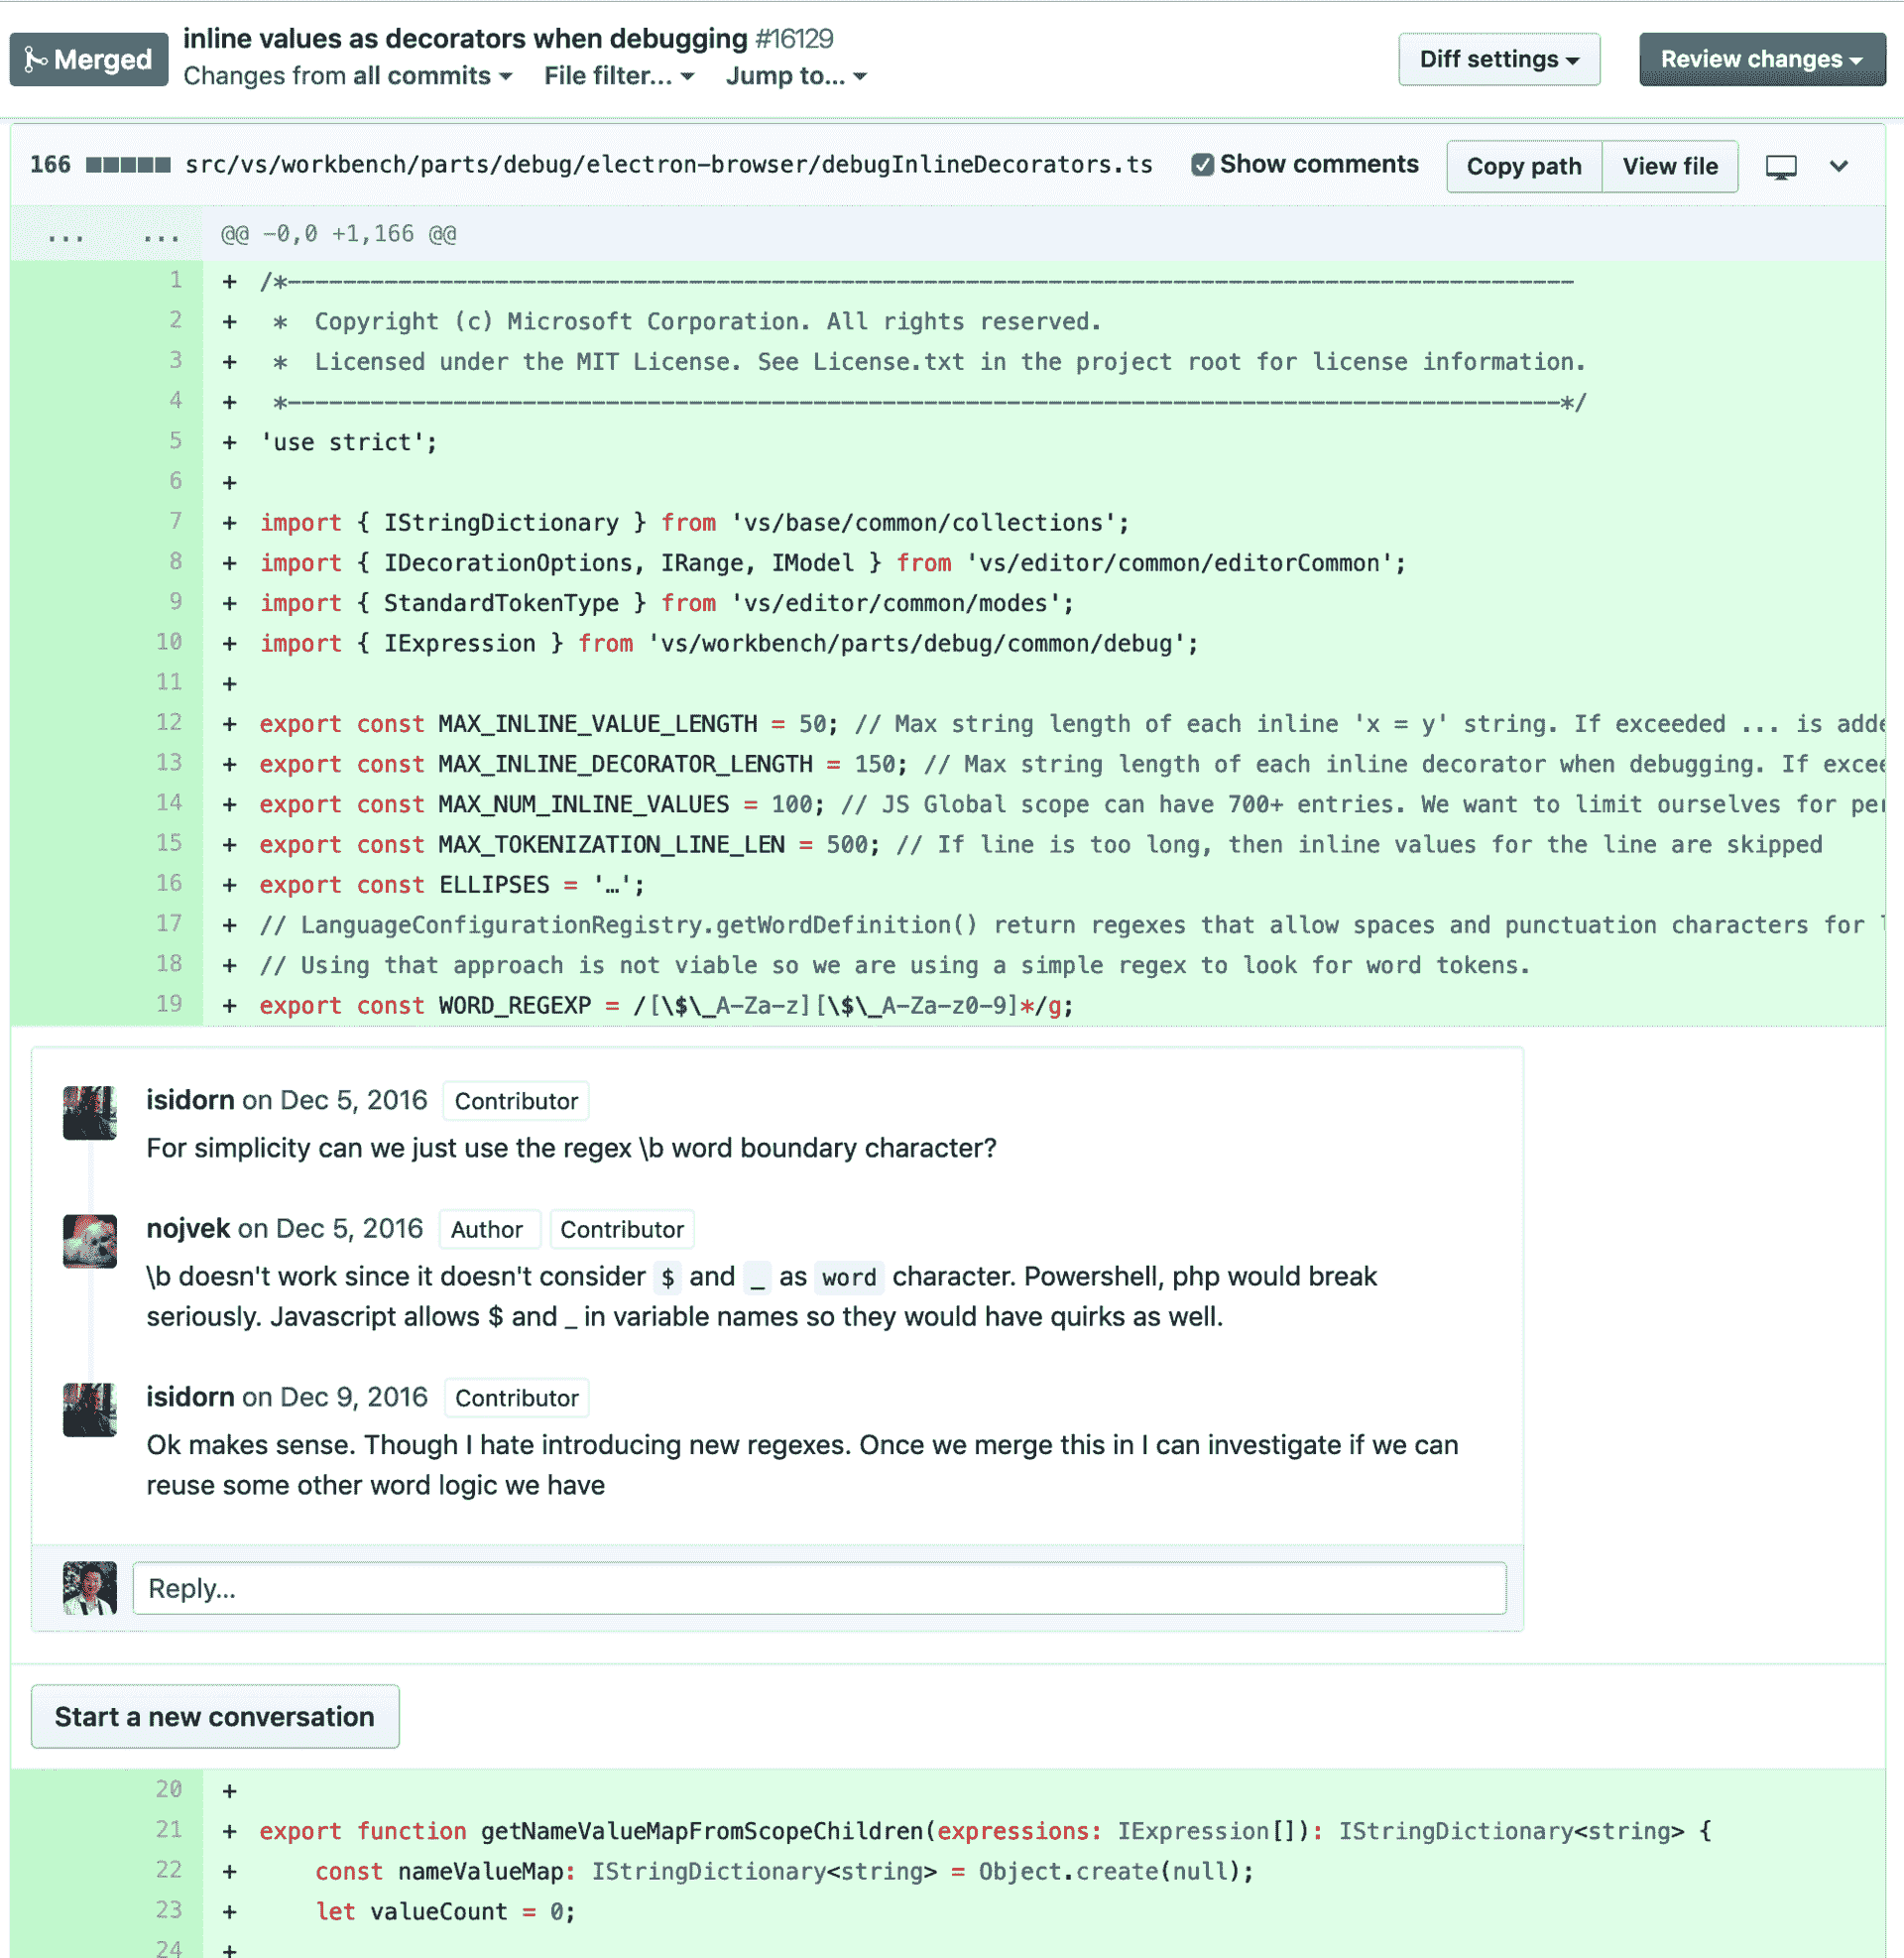 Merged
inline values as decorators when debugging #16129
Changes from all commits
File filter...
Jump to...
Diff settings
Review changes
166 src/vs/workbench/parts/debug/electron-browser/debugInlineDecorators.ts
Show comments
Copy path
View file
... ... @@ -0,0 +1,166 @@
1 + /*---------------------------------------------------------------------------------------------
2 +  *  Copyright (c) Microsoft Corporation. All rights reserved.
3 +  *  Licensed under the MIT License. See License.txt in the project root for license information.
4 +  *--------------------------------------------------------------------------------------------*/
5 + 'use strict';
6 +
7 + import { IStringDictionary } from 'vs/base/common/collections';
8 + import { IDecorationOptions, IRange, IModel } from 'vs/editor/common/editorCommon';
9 + import { StandardTokenType } from 'vs/editor/common/modes';
10 + import { IExpression } from 'vs/workbench/parts/debug/common/debug';
11 +
12 + export const MAX_INLINE_VALUE_LENGTH = 50; // Max string length of each inline 'x = y' string. If exceeded ... is adde
13 + export const MAX_INLINE_DECORATOR_LENGTH = 150; // Max string length of each inline decorator when debugging. If excee
14 + export const MAX_NUM_INLINE_VALUES = 100; // JS Global scope can have 700+ entries. We want to limit ourselves for per
15 + export const MAX_TOKENIZATION_LINE_LEN = 500; // If line is too long, then inline values for the line are skipped
16 + export const ELLIPSES = '…';
17 + // LanguageConfigurationRegistry.getWordDefinition() return regexes that allow spaces and punctuation characters for
18 + // Using that approach is not viable so we are using a simple regex to look for word tokens.
19 + export const WORD_REGEXP = /[\$\_A-Za-z][\$\_A-Za-z0-9]*/g;
isidorn on Dec 5, 2016 Contributor
For simplicity can we just use the regex \b word boundary character?
nojvek on Dec 5, 2016 Author Contributor
\b doesn't work since it doesn't consider $ and _ as word character. Powershell, php would break
seriously. Javascript allows $ and _ in variable names so they would have quirks as well.
isidorn on Dec 9, 2016 Contributor
Ok makes sense. Though I hate introducing new regexes. Once we merge this in I can investigate if we can
reuse some other word logic we have
Reply...
Start a new conversation
20 +
21 + export function getNameValueMapFromScopeChildren(expressions: IExpression[]): IStringDictionary<string> {
22 +     const nameValueMap: IStringDictionary<string> = Object.create(null);
23 +     let valueCount = 0;
24 +